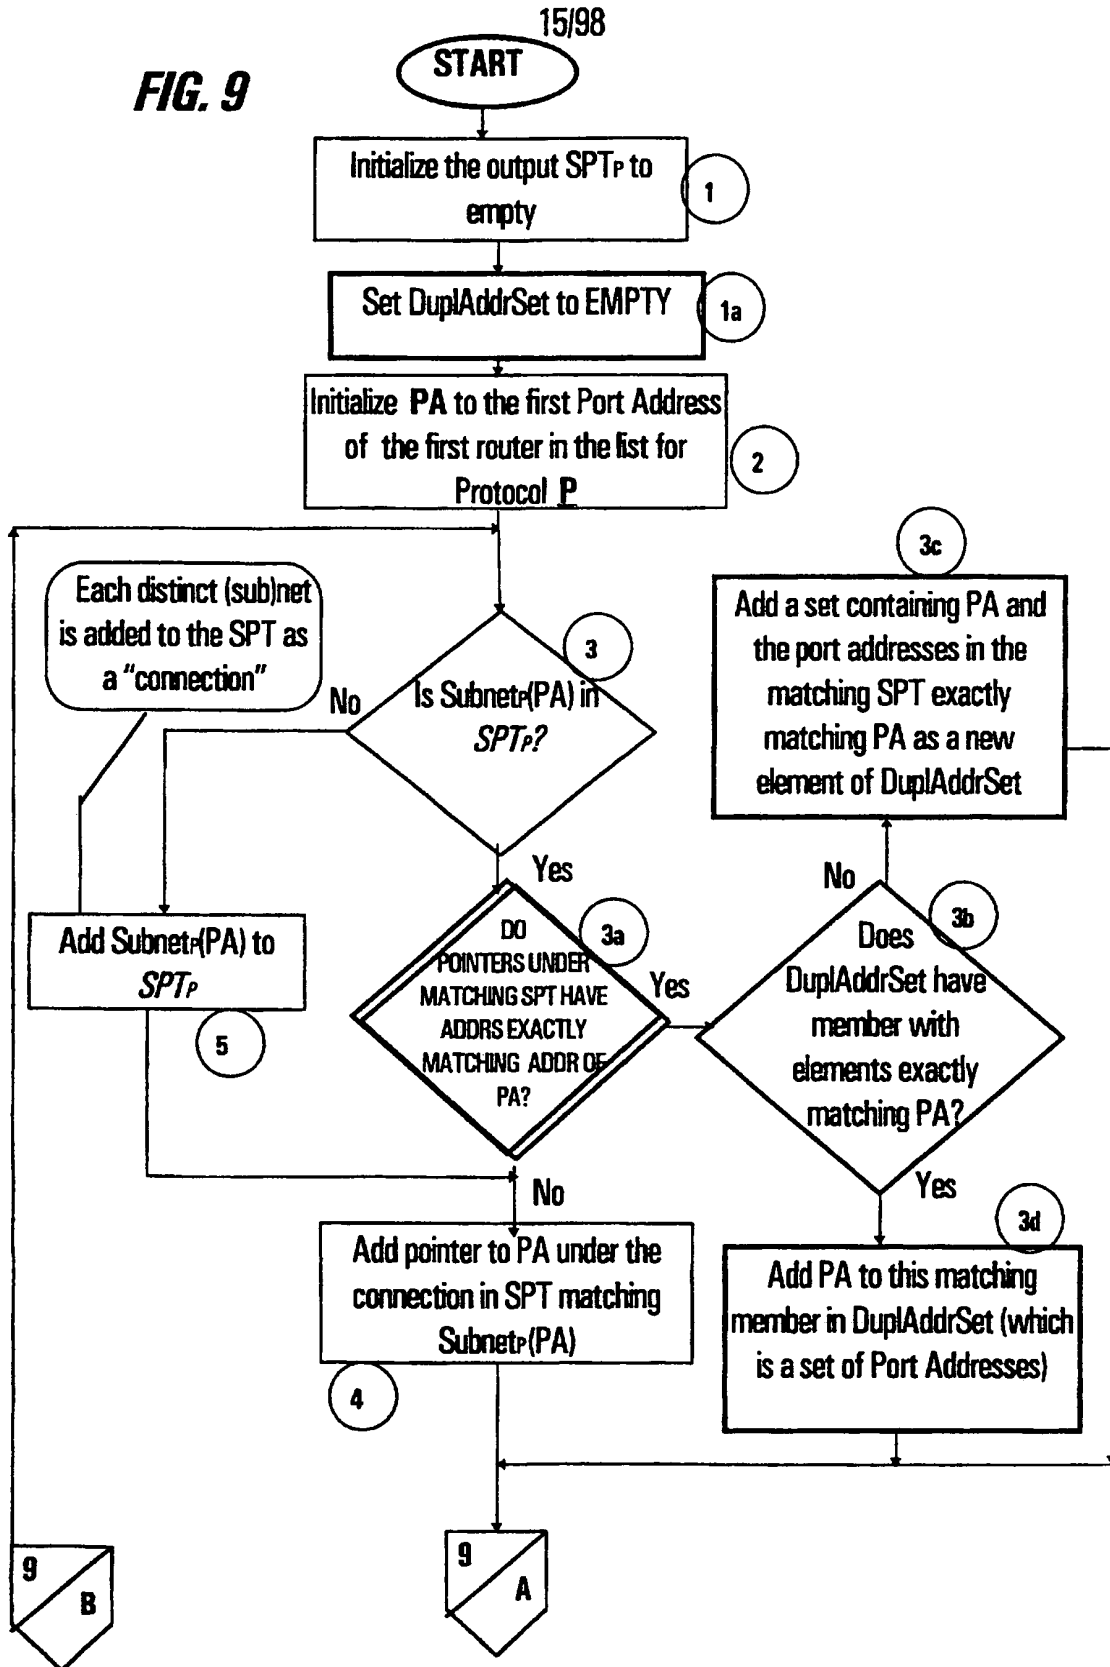 15/98
FIG. 9
START
Initialize the output SPTP to
empty
1
Set DuplAddrSet to EMPTY
1a
Initialize PA to the first Port Address
of the first router in the list for
Protocol P
2
Each distinct (sub)net
is added to the SPT as
a “connection”
3
Is SubnetP(PA) in
SPTP?
No
Yes
3c
Add a set containing PA and
the port addresses in the
matching SPT exactly
matching PA as a new
element of DuplAddrSet
Add SubnetP(PA) to
SPTP
5
3a
DO
POINTERS UNDER
MATCHING SPT HAVE
ADDRS EXACTLY
MATCHING ADDR OF
PA?
Yes
No
No
3b
Does
DuplAddrSet have
member with
elements exactly
matching PA?
Yes
Add pointer to PA under the
connection in SPT matching
SubnetP(PA)
4
3d
Add PA to this matching
member in DuplAddrSet (which
is a set of Port Addresses)
9
B
9
A